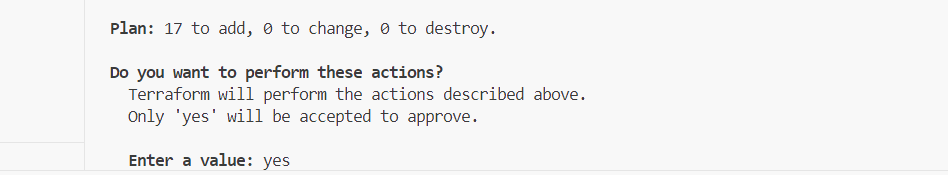 Plan: 17 to add, 0 to change, 0 to destroy.
Do you want to perform these actions?
Terraform will perform the actions described above.
Only 'yes' will be accepted to approve.
Enter a value: yes